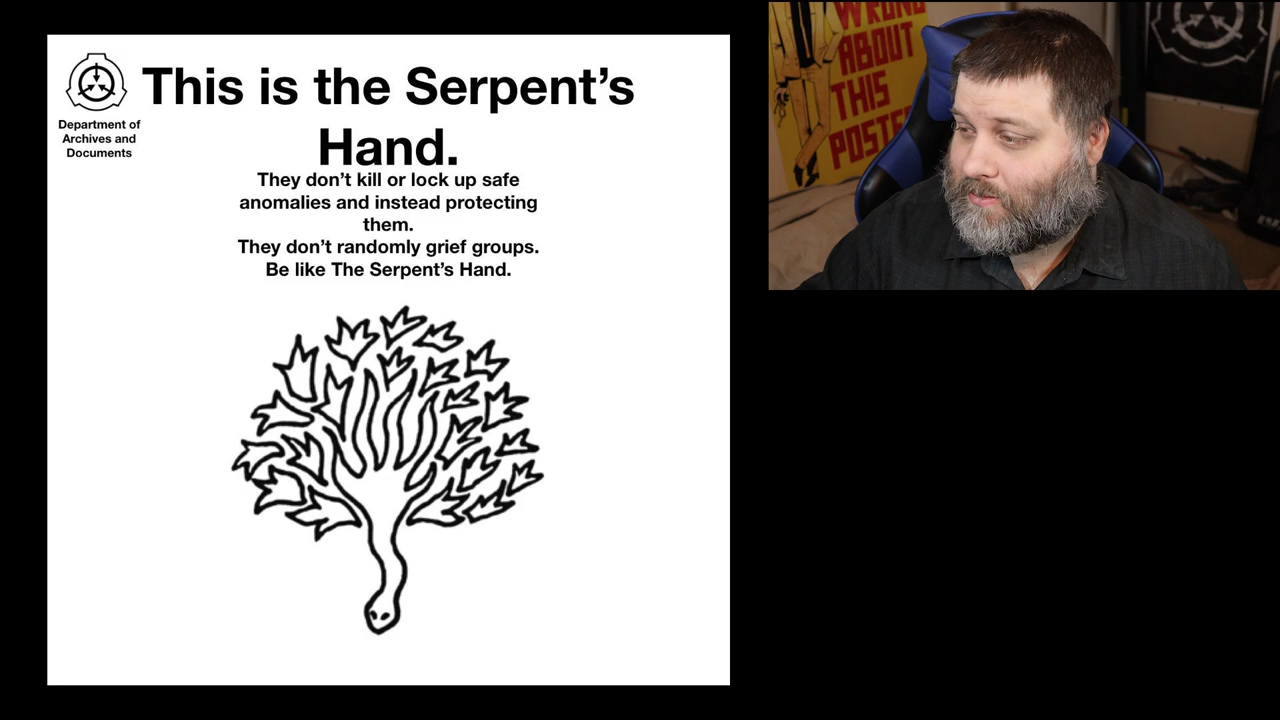 This is the Serpent’s
Hand.
Department of
Archives and
Documents
They don’t kill or lock up safe
anomalies and instead protecting
them.
They don’t randomly grief groups.
Be like The Serpent’s Hand.
WRONG
ABOUT
THIS
POSTER